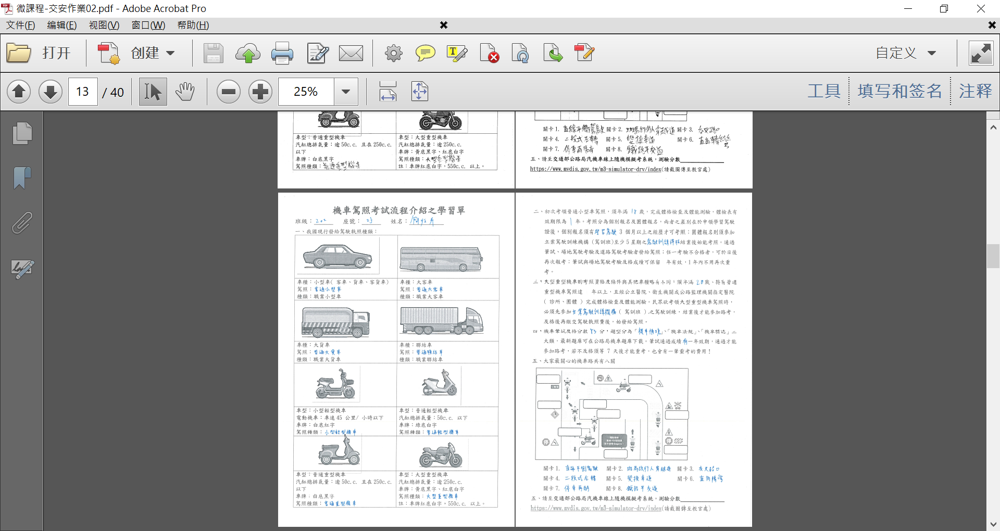 微課程-交安作業02.pdf - Adobe Acrobat Pro
文件(F) 编辑(E) 视图(V) 窗口(W) 帮助(H)
打开 创建 自定义
13 / 40 25% 工具 填写和签名 注释
車型：普通重型機車
汽缸總排氣量：逾50c.c. 且在250c.c.
以下
車牌：白底黑字
駕照種類：普通重型機車
大型重型機車
汽缸總排氣量：逾250c.c.
車牌：黃底黑字、紅底白字
駕照種類：大型重型機車
註：車牌紅底白字，550c.c. 以上。
關卡1. 直線平衡駕駛 關卡2. 關卡3.
關卡4. 二段式左轉 關卡5. 變換車道 關卡6.
關卡7. 停車再開 關卡8. 鐵路平交道
五、請至交通部公路局汽機車線上隨機模擬考系統，測驗分數
https://www.mvdis.gov.tw/m3-simulator-drv/index(請截圖傳至教官處)
機車駕照考試流程介紹之學習單
班級：202 座號：25 姓名：
一、我國現行發給駕駛執照種類：
車種：小型車( 客車、貨車、客貨車)
駕照：普通小型車
種類：職業小型車
車種：大客車
駕照：普通大客車
種類：職業大客車
車種：大貨車
駕照：普通大貨車
種類：職業大貨車
車種：聯結車
駕照：普通聯結車
種類：職業聯結車
車型：小型輕型機車
電動機車：車速45 公里/ 小時以下
車牌：白底紅字
駕照種類：小型輕型機車
車型：普通輕型機車
汽缸總排氣量：50c.c. 以下
車牌：綠底白字
駕照種類：普通輕型機車
車型：普通重型機車
汽缸總排氣量：逾50c.c. 且在250c.c.
以下
車牌：白底黑字
駕照種類：普通重型機車
車型：大型重型機車
汽缸總排氣量：逾250c.c.
車牌：黃底黑字、紅底白字
駕照種類：大型重型機車
註：車牌紅底白字。550c.c. 以上。
二、初次考領普通小型車駕照，須年滿 18 歲，完成體格檢查及體能測驗，體檢表有
效期限為 1 年。考照分為個別報名及團體報名，兩者之差別在於申領學習駕駛
證後，個別報名須有學習駕駛 3 個月以上之經歷才可考照；團體報名則須參加
立案駕駛訓練機構 (駕訓班)至少5星期之駕駛訓練課程結業後始能考照。通過
筆試、場地駕駛考驗及道路駕駛考驗者發給駕照；任一考驗不合格者，可於日後
再次報考；筆試與場地駕駛考驗及格成績可保留 年有效，1年內不用再次重
考。
三、大型重型機車的考照資格及條件與其他車種略有不同，須年滿 20 歲、持有普通
重型機車駕照達 年以上，且經公立醫院、衛生機關或公路監理機關指定醫院
( 診所、團體 ) 完成體格檢查及體能測驗。民眾欲考領大型重型機車駕照時，
必須先參加立案駕駛訓練機構 ( 駕訓班 )之駕駛訓練，結業後才能參加路考，
及格後再繳交駕駛執照費後，始發給駕照。
四、機車筆試及格分數 85 分，題型分為「機車情境」、「機車法規」、「機車標誌」三
大類，最新題庫可在公路局機車題庫下載。筆試通過成績有一年效期，通過才能
參加路考，若不及格須等 7 天後才能重考，也會有一筆重考的費用！
五、大家最關心的機車路共有八關
關卡1. 直線平衡駕駛 關卡2. 斑馬紋行人穿越道 關卡3. 交叉路口
關卡4. 二段式左轉 關卡5. 變換車道 關卡6. 直角轉彎
關卡7. 停車再開 關卡8. 鐵路平交道
五、請至交通部公路局汽機車線上隨機模擬考系統，測驗分數
https://www.mvdis.gov.tw/m3-simulator-drv/index(請截圖傳至教官處)